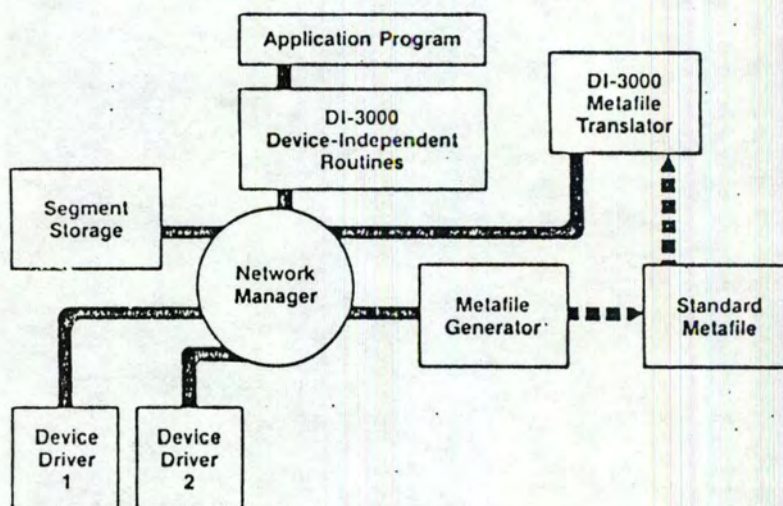 Application Program
DI-3000
Device-Independent
Routines
DI-3000
Metafile
Translator
Segment
Storage
Network
Manager
Metafile
Generator
Standard
Metafile
Device
Driver
1
Device
Driver
2